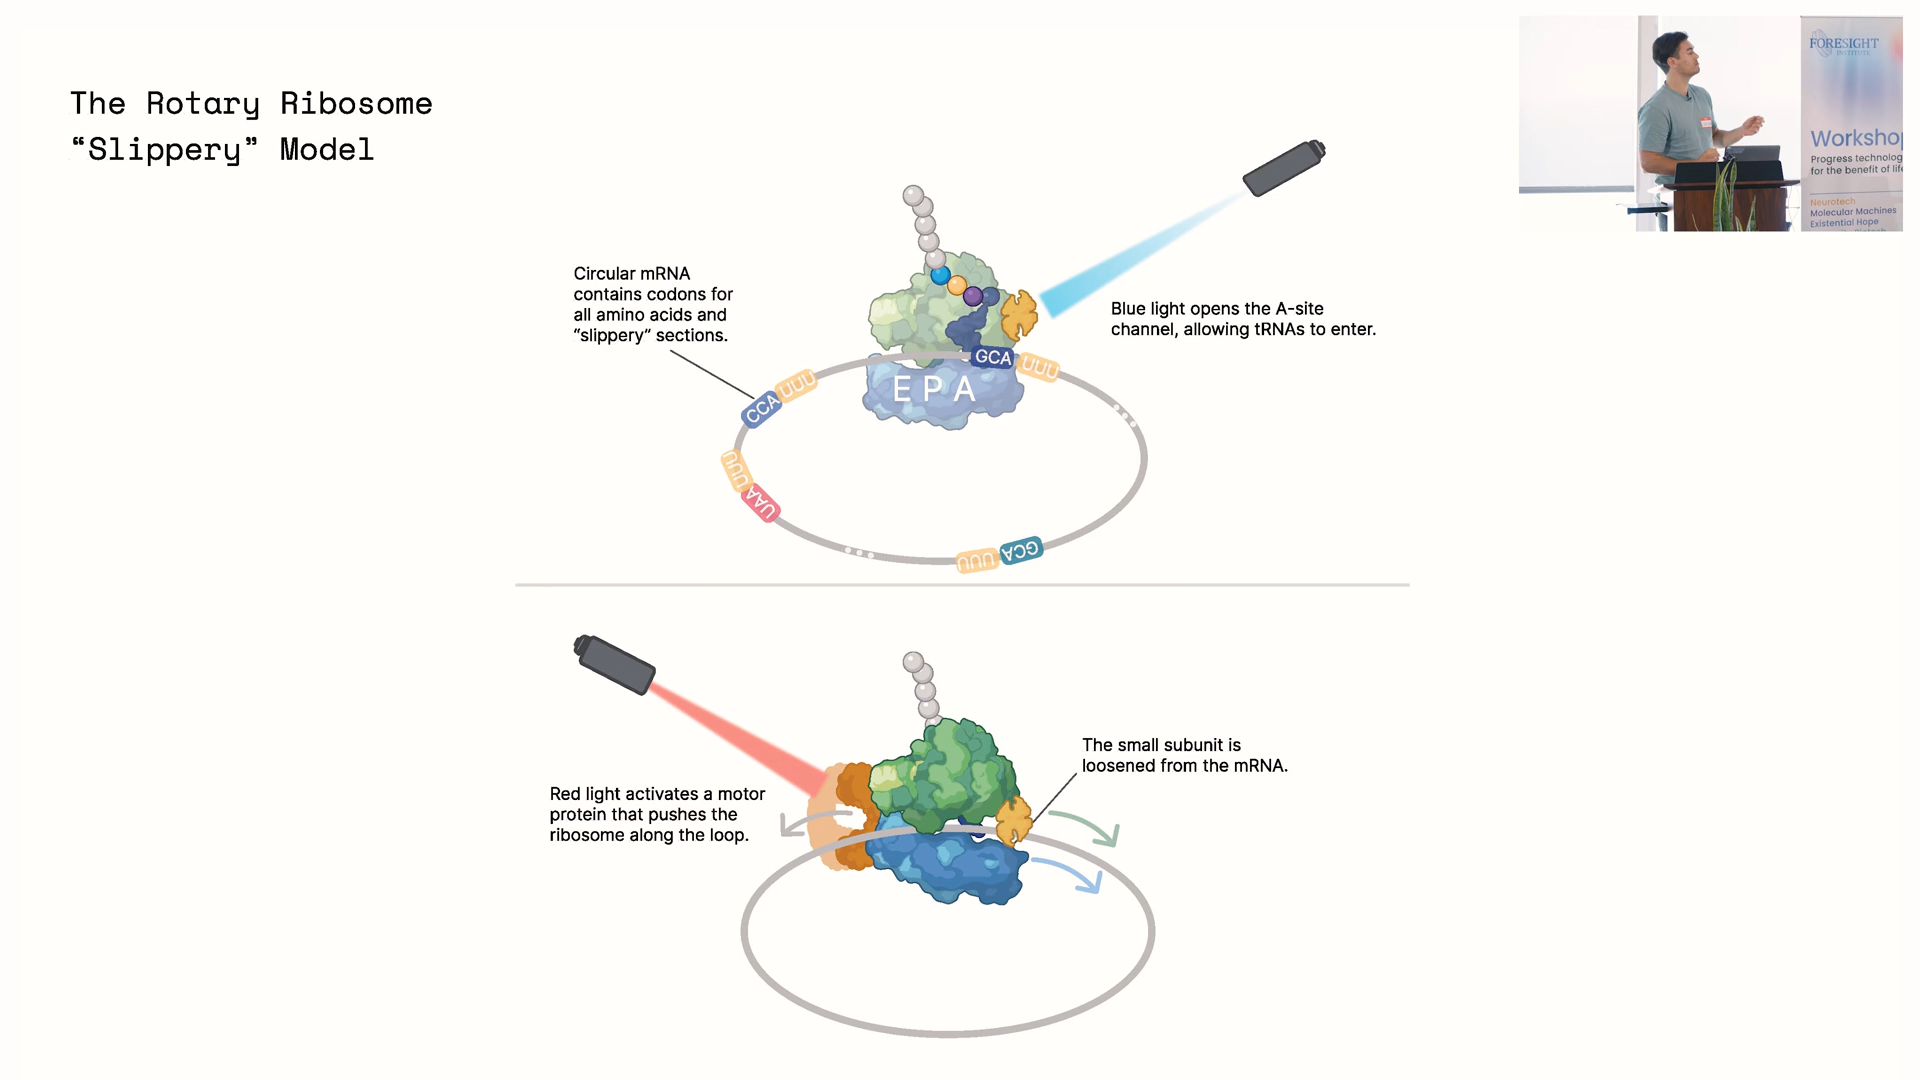 The Rotary Ribosome
“Slippery” Model
Circular mRNA
contains codons for
all amino acids and
“slippery” sections.
Blue light opens the A-site
channel, allowing tRNAs to enter.
GCA
UUU
E P A
CCA
UUU
UUU
UAA
UUU
GCA
Red light activates a motor
protein that pushes the
ribosome along the loop.
The small subunit is
loosened from the mRNA.
FORESIGHT
INSTITUTE
Workshop
Progress technolog
for the benefit of life
Neurotech
Molecular Machines
Existential Hope